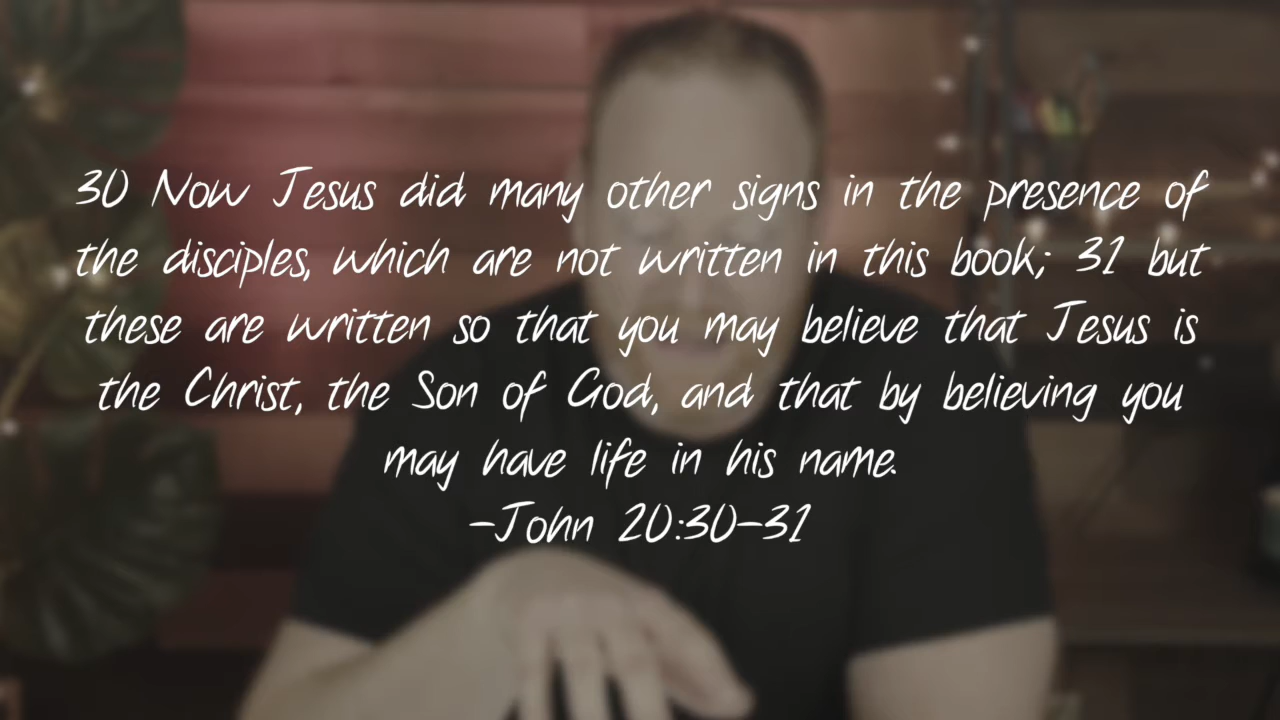 30 Now Jesus did many other signs in the presence of
the disciples, which are not written in this book; 31 but
these are written so that you may believe that Jesus is
the Christ, the Son of God, and that by believing you
may have life in his name.
-John 20:30-31